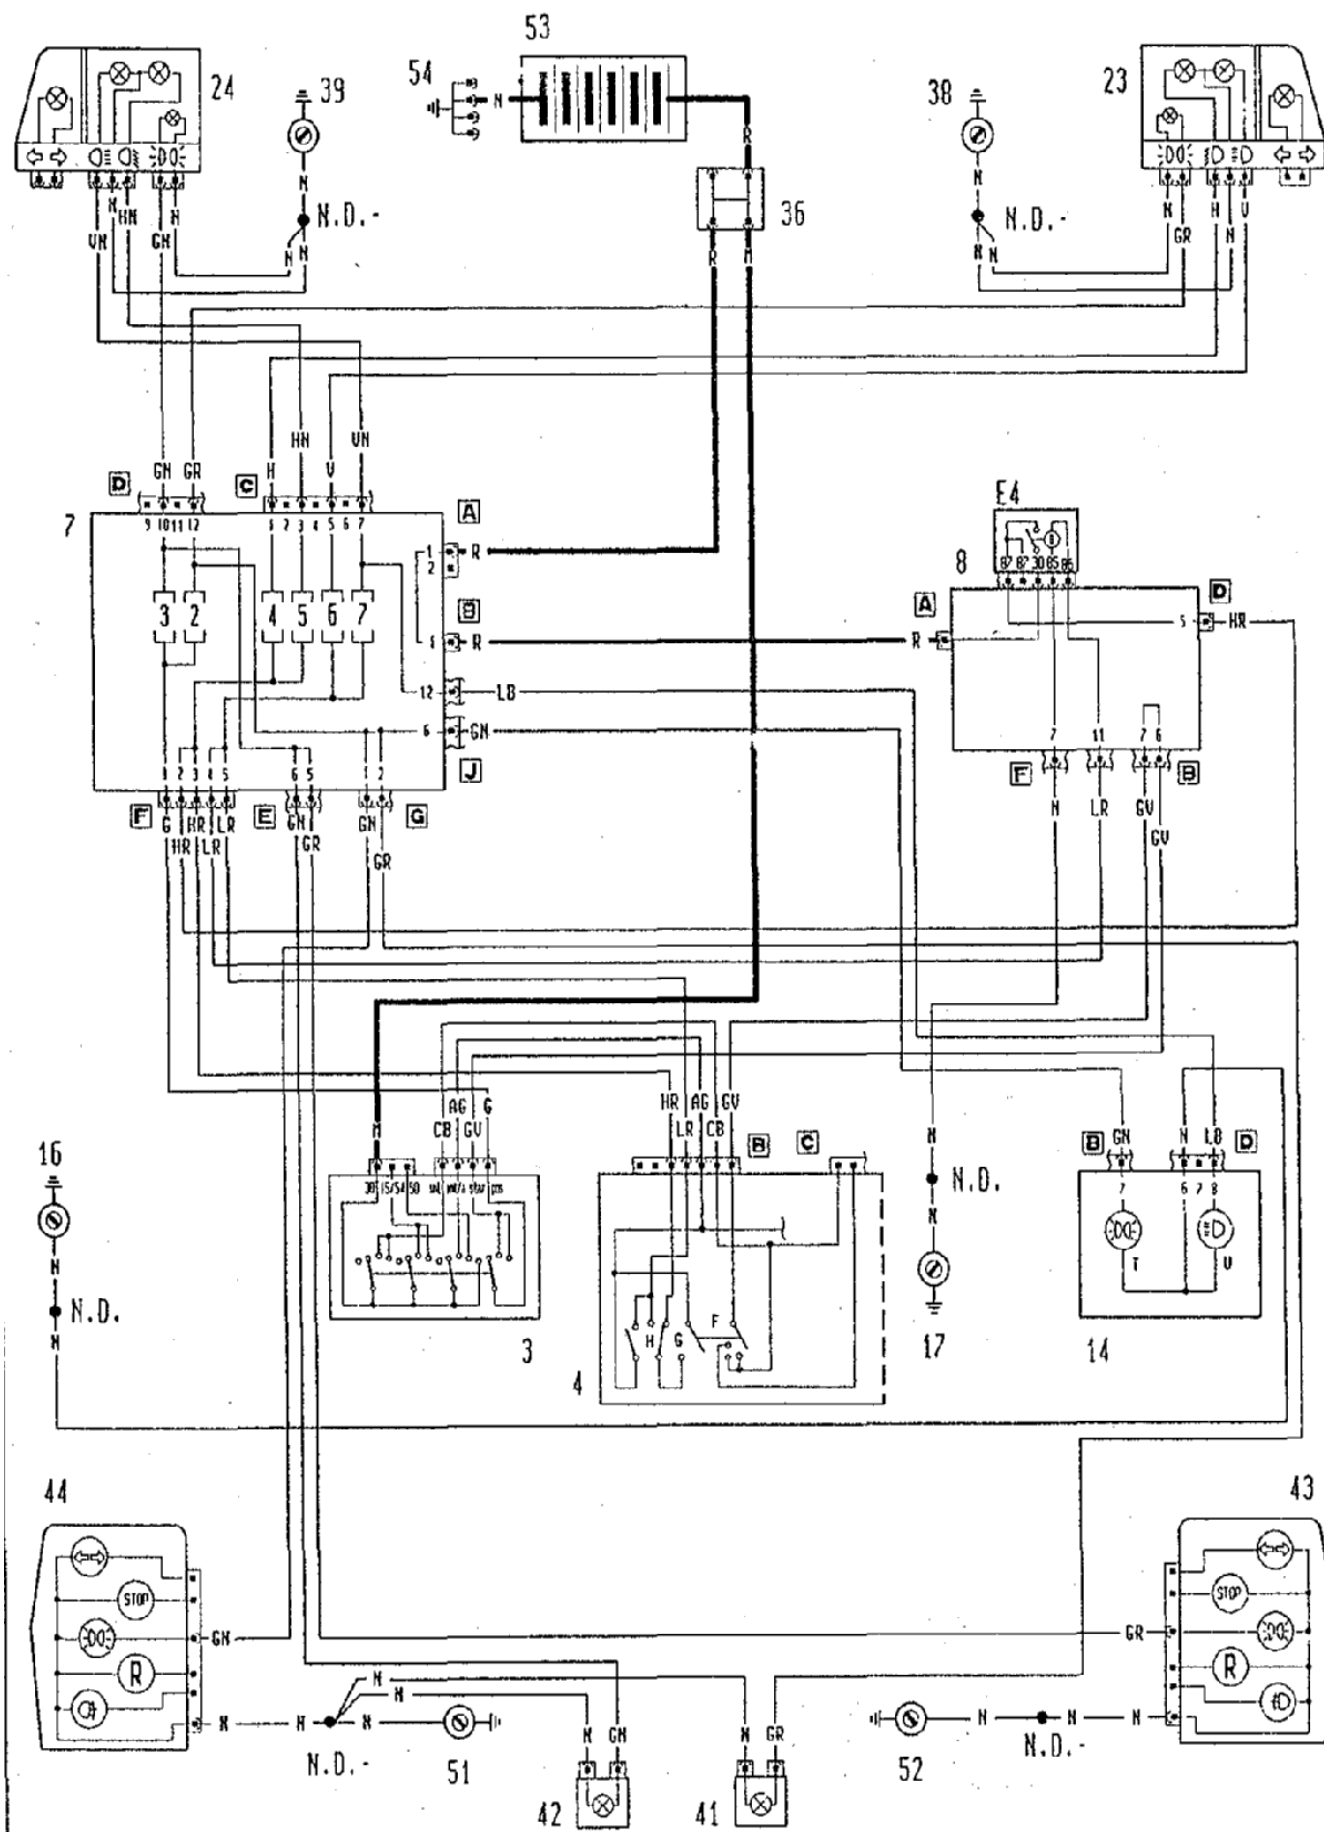 53
24
39
54
38
23
N
R
36
N.D.-
N.D.-
N
N
N
HN
VN
GN
N
N
N
R
M
N
N
N
GR
H
N
V
GN
GR
H
HN
V
VN
D
C
A
7
9 10 11 12
1 2 3 4 5 6 7
1
2
R
3 2 4 5 6 7
B
R
12
LB
6
GN
J
1 2 3 4 5
6 5
1 2
F
E
G
G
HR
HR
LR
LR
GN
GR
GN
GR
E4
87 87 30 85 86
8
A
R
D
5
HR
7
11
7 6
F
B
N
LR
GV
GV
M
CB
AG
GV
G
HR
LR
AG
CB
GV
B
C
30 15/54 50
pos
3
H
G
F
4
N
N.D.
N
17
GN
N
LB
B
D
7
6 7 8
T
V
14
16
N
N.D.
N
44
STOP
R
GN
N
N
N
N.D.-
51
N
N
N
GN
42
N
GR
41
43
STOP
R
GR
52
N
N
N
N.D.-